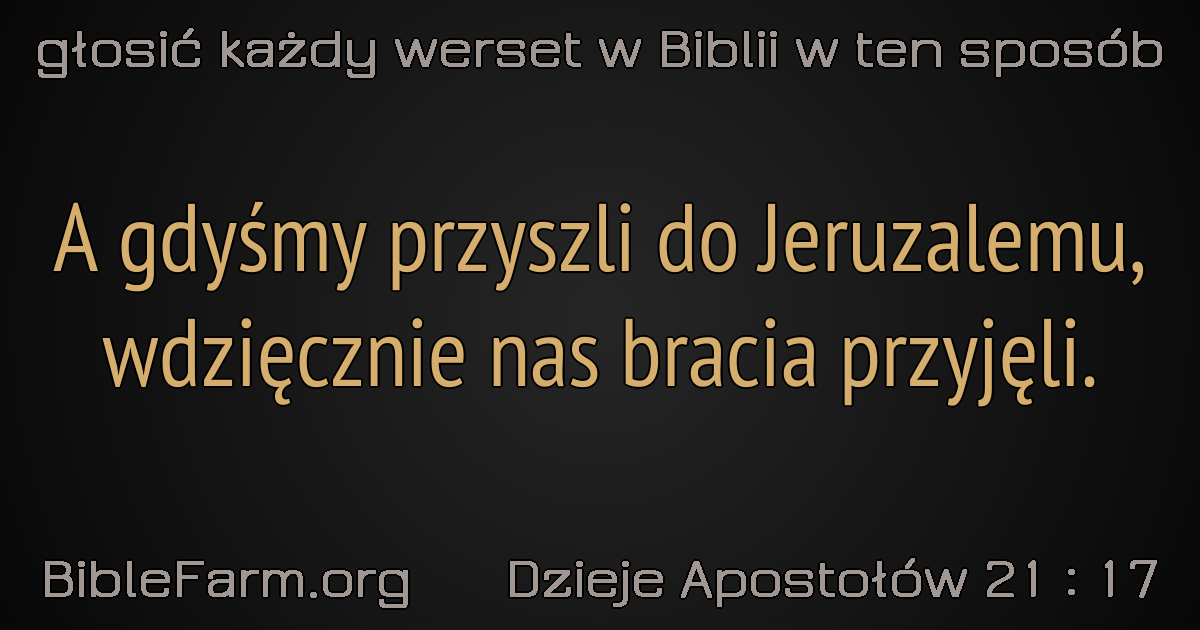 głosić każdy werset w Biblii w ten sposób
A gdyśmy przyszli do Jeruzalemu,
wdzięcznie nas bracia przyjęli.
BibleFarm.org Dzieje Apostołów 21 : 17